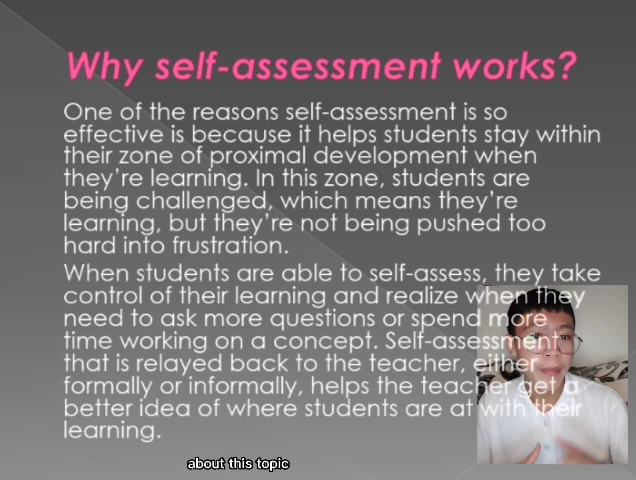 Why self-assessment works?
One of the reasons self-assessment is so
effective is because it helps students stay within
their zone of proximal development when
they're learning. In this zone, students are
being challenged, which means they're
learning, but they're not being pushed too
hard into frustration.
When students are able to self-assess, they take
control of their learning and realize when they
need to ask more questions or spend more
time working on a concept. Self-assessment
that is relayed back to the teacher, either
formally or informally, helps the teacher get a
better idea of where students are at with their
learning.
about this topic